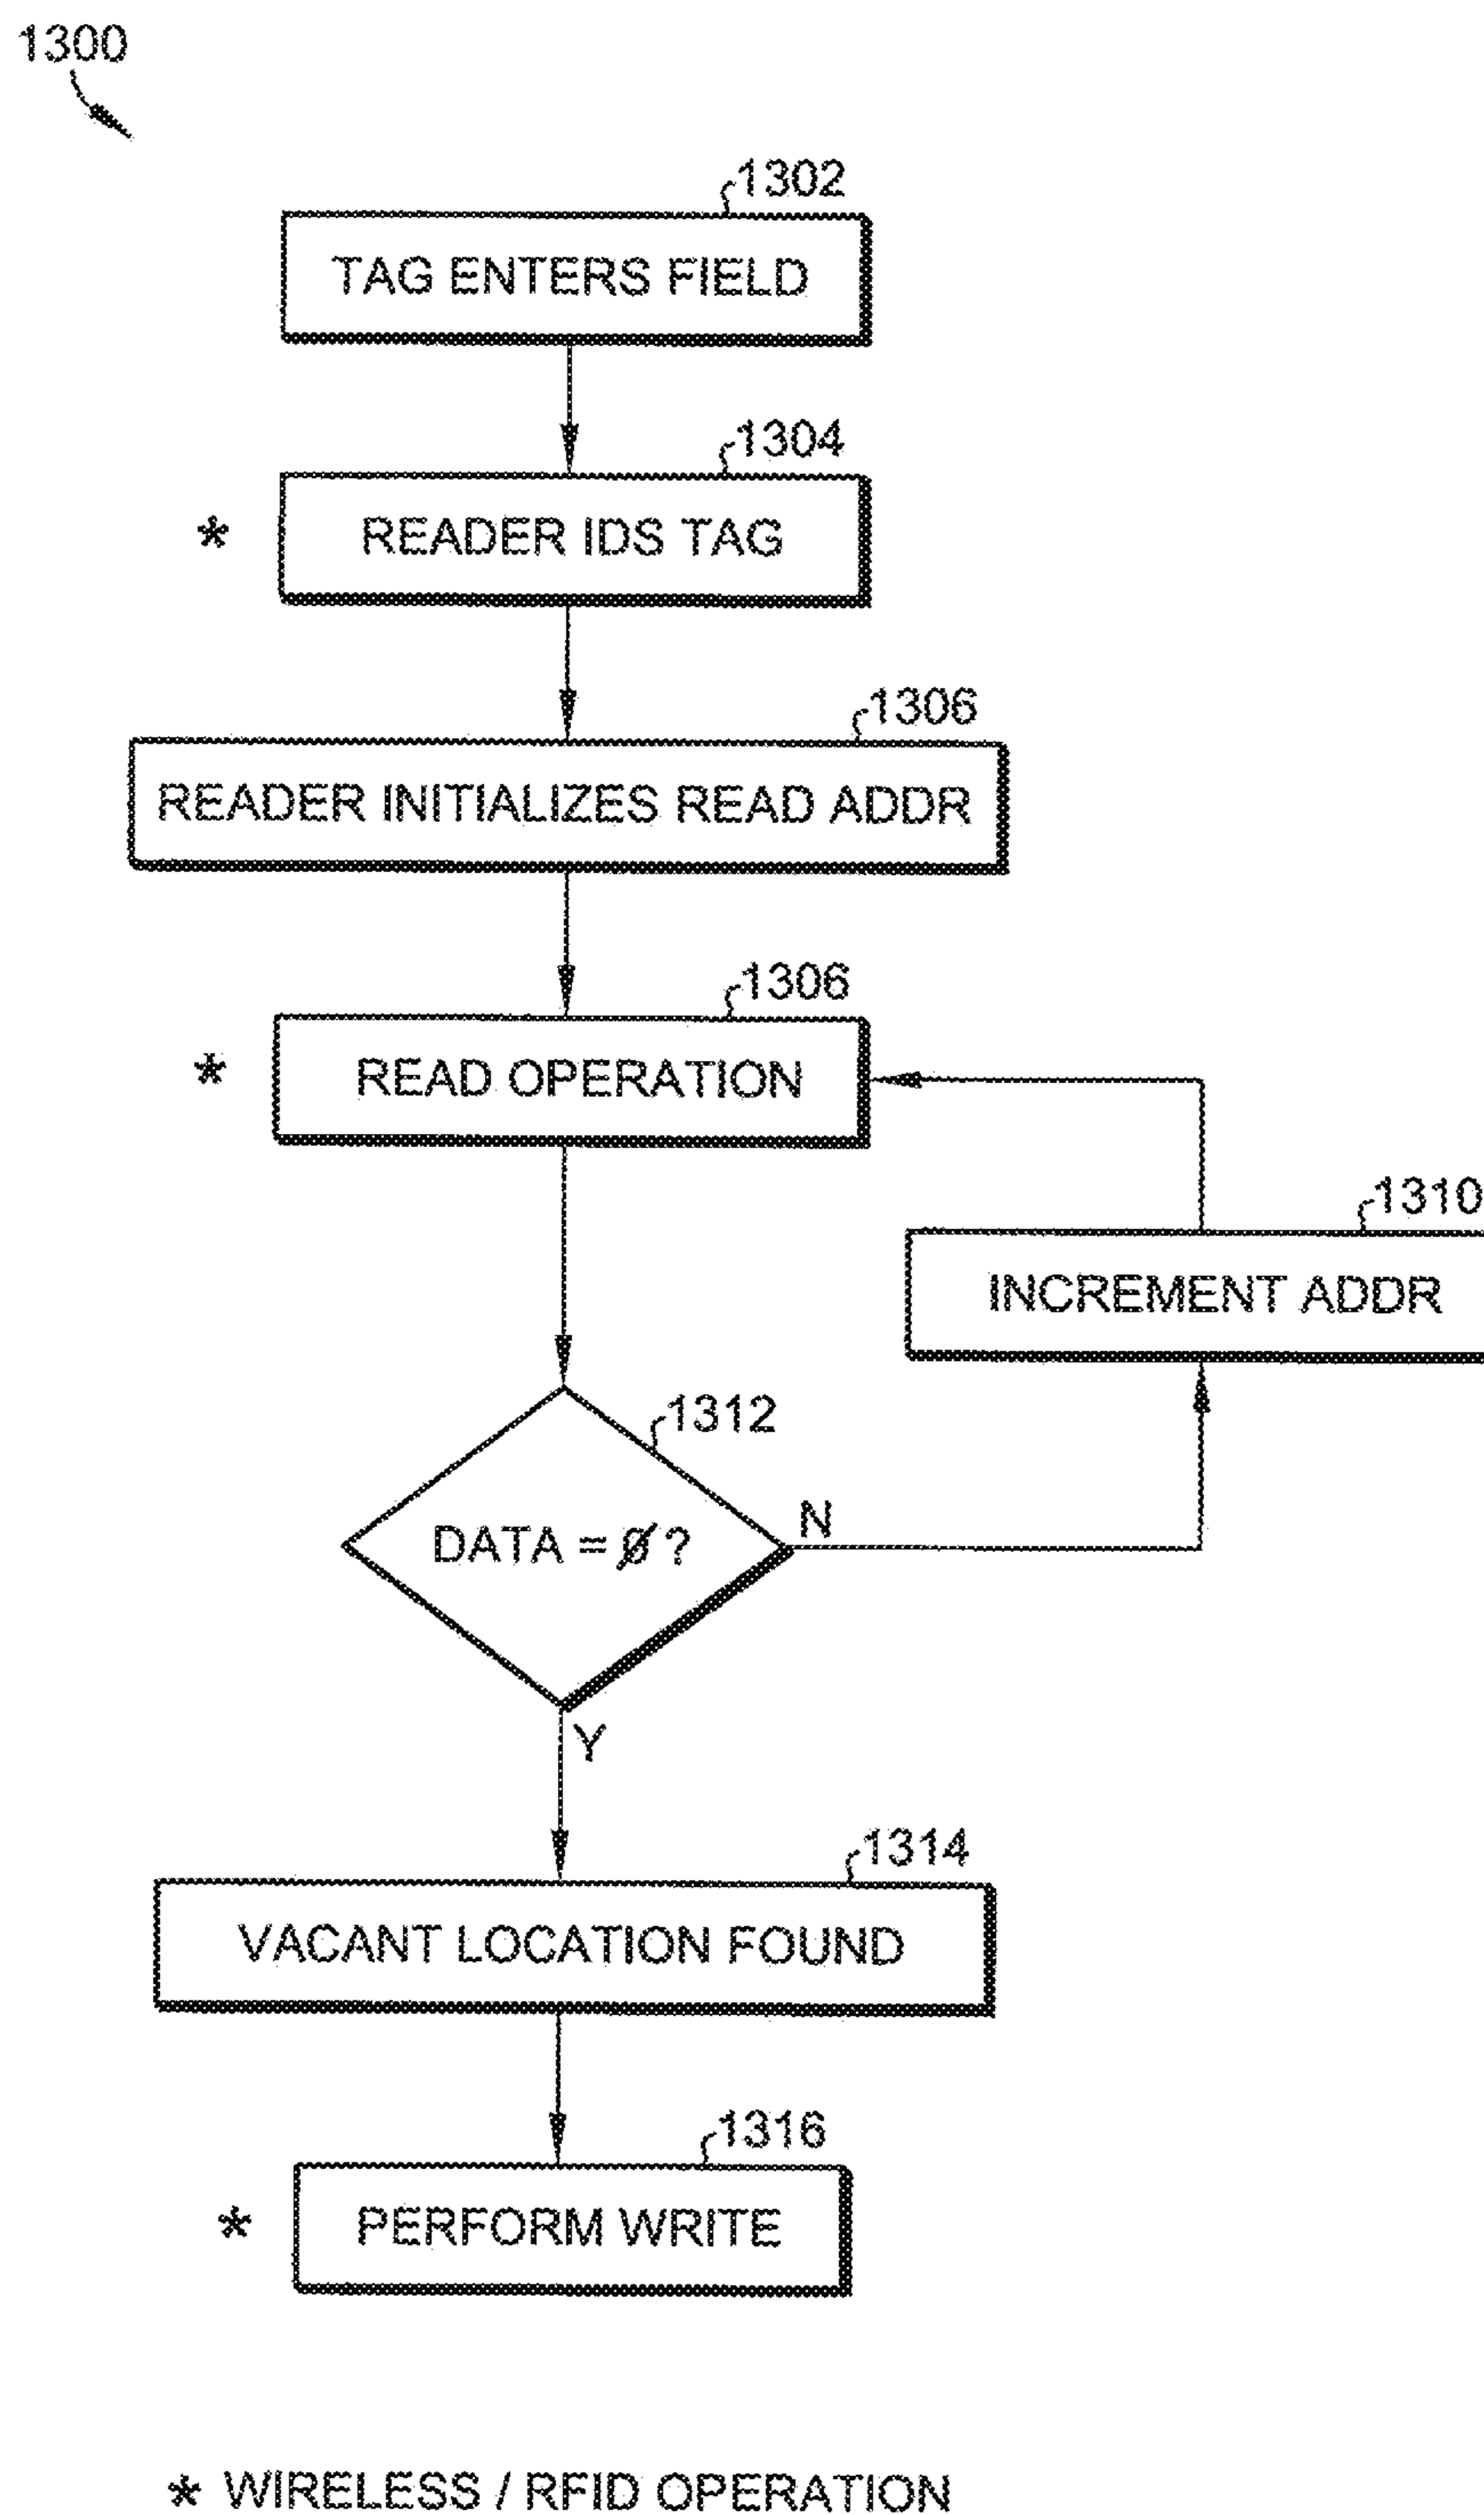 1300
1302
TAG ENTERS FIELD
1304
* READER IDS TAG
1306
READER INITIALIZES READ ADDR
1306
* READ OPERATION
1310
INCREMENT ADDR
1312
DATA = Ø ?
N
Y
1314
VACANT LOCATION FOUND
1316
* PERFORM WRITE
* WIRELESS / RFID OPERATION